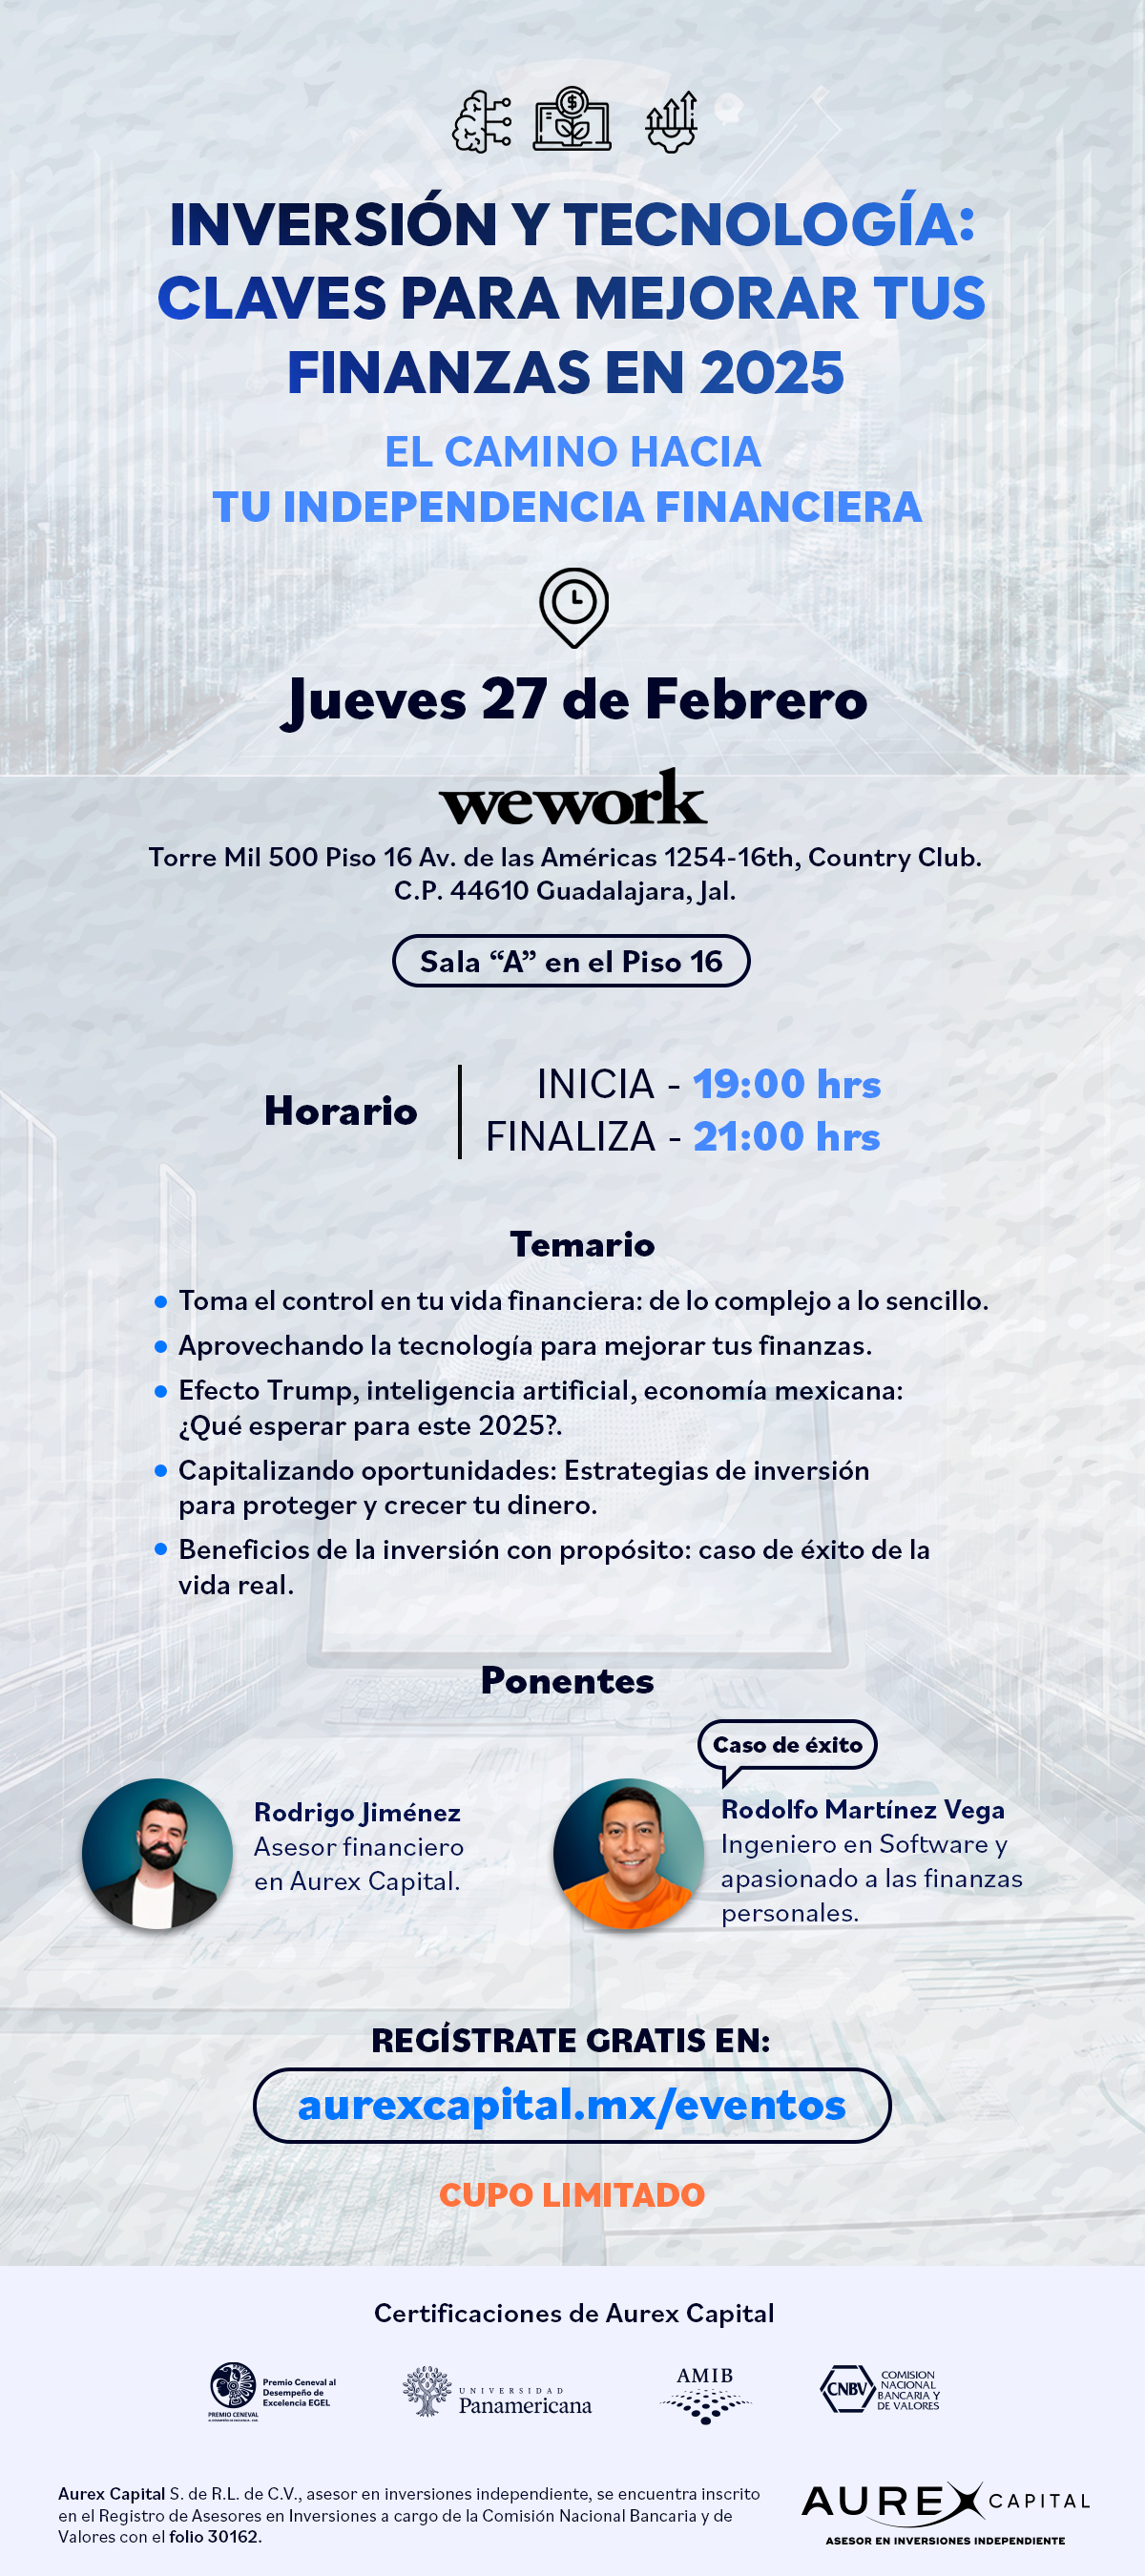 INVERSIÓN Y TECNOLOGÍA:
CLAVES PARA MEJORAR TUS
FINANZAS EN 2025
EL CAMINO HACIA
TU INDEPENDENCIA FINANCIERA
Jueves 27 de Febrero
wework
Torre Mil 500 Piso 16 Av. de las Américas 1254-16th, Country Club.
C.P. 44610 Guadalajara, Jal.
Sala “A” en el Piso 16
Horario
INICIA - 19:00 hrs
FINALIZA - 21:00 hrs
Temario
Toma el control en tu vida financiera: de lo complejo a lo sencillo.
Aprovechando la tecnología para mejorar tus finanzas.
Efecto Trump, inteligencia artificial, economía mexicana:
¿Qué esperar para este 2025?.
Capitalizando oportunidades: Estrategias de inversión
para proteger y crecer tu dinero.
Beneficios de la inversión con propósito: caso de éxito de la
vida real.
Ponentes
Rodrigo Jiménez
Asesor financiero
en Aurex Capital.
Caso de éxito
Rodolfo Martínez Vega
Ingeniero en Software y
apasionado a las finanzas
personales.
REGÍSTRATE GRATIS EN:
aurexcapital.mx/eventos
CUPO LIMITADO
Certificaciones de Aurex Capital
PREMIO CENEVAL
Premio Ceneval al
Desempeño de
Excelencia EGEL
UNIVERSIDAD
Panamericana
AMIB
CNBV
COMISION
NACIONAL
BANCARIA Y
DE VALORES
Aurex Capital S. de R.L. de C.V., asesor en inversiones independiente, se encuentra inscrito
en el Registro de Asesores en Inversiones a cargo de la Comisión Nacional Bancaria y de
Valores con el folio 30162.
AUREX CAPITAL
ASESOR EN INVERSIONES INDEPENDIENTE